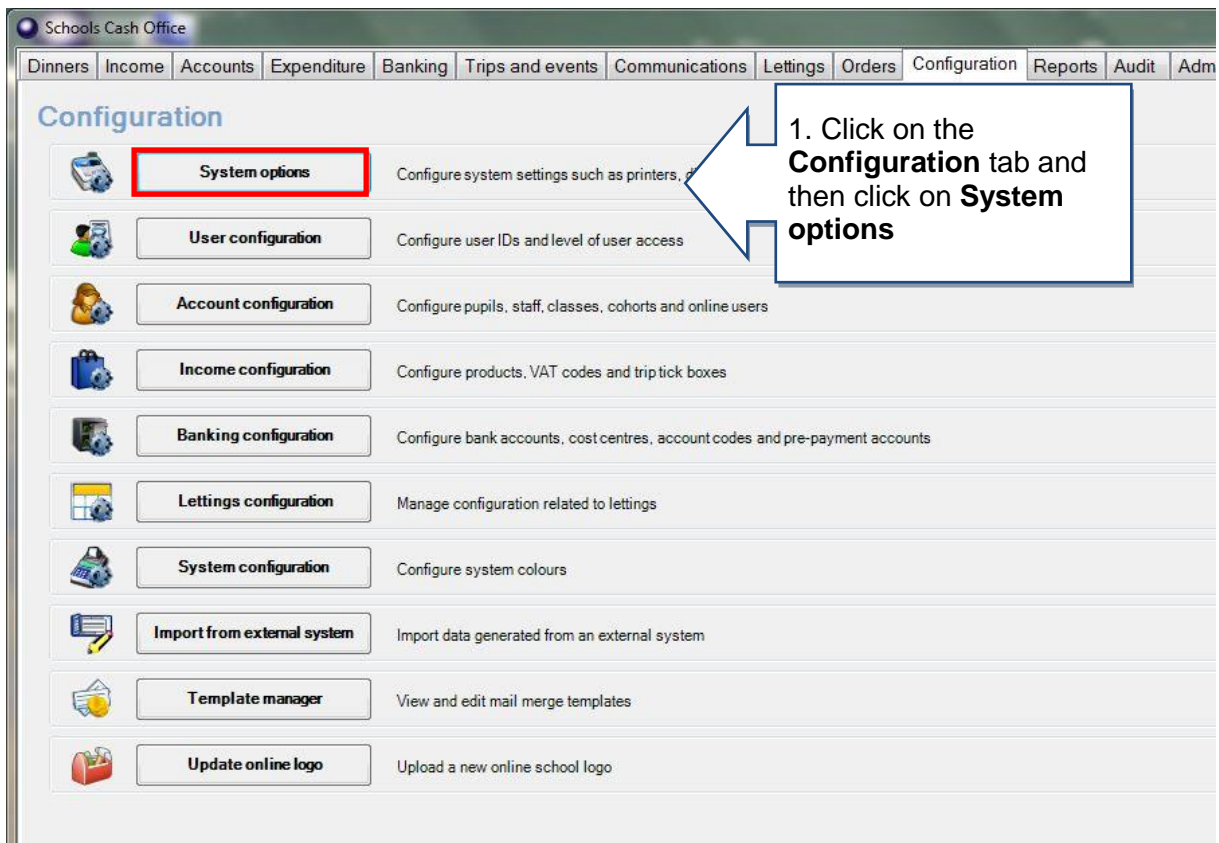 Schools Cash Office
Dinners Income Accounts Expenditure Banking Trips and events Communications Lettings Orders Configuration Reports Audit Adm
Configuration
System options Configure system settings such as printers, d
1. Click on the
Configuration tab and
then click on System
options
User configuration Configure user IDs and level of user access
Account configuration Configure pupils, staff, classes, cohorts and online users
Income configuration Configure products, VAT codes and trip tick boxes
Banking configuration Configure bank accounts, cost centres, account codes and pre-payment accounts
Lettings configuration Manage configuration related to lettings
System configuration Configure system colours
Import from external system Import data generated from an external system
Template manager View and edit mail merge templates
Update online logo Upload a new online school logo